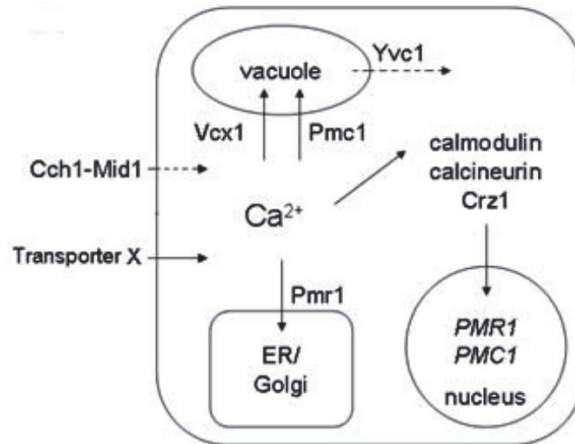 Yvc1
vacuole
Vcx1 Pmc1
calmodulin
calcineurin
Crz1
Cch1-Mid1
Ca²⁺
Transporter X
Pmr1
ER/
Golgi
PMR1
PMC1
nucleus